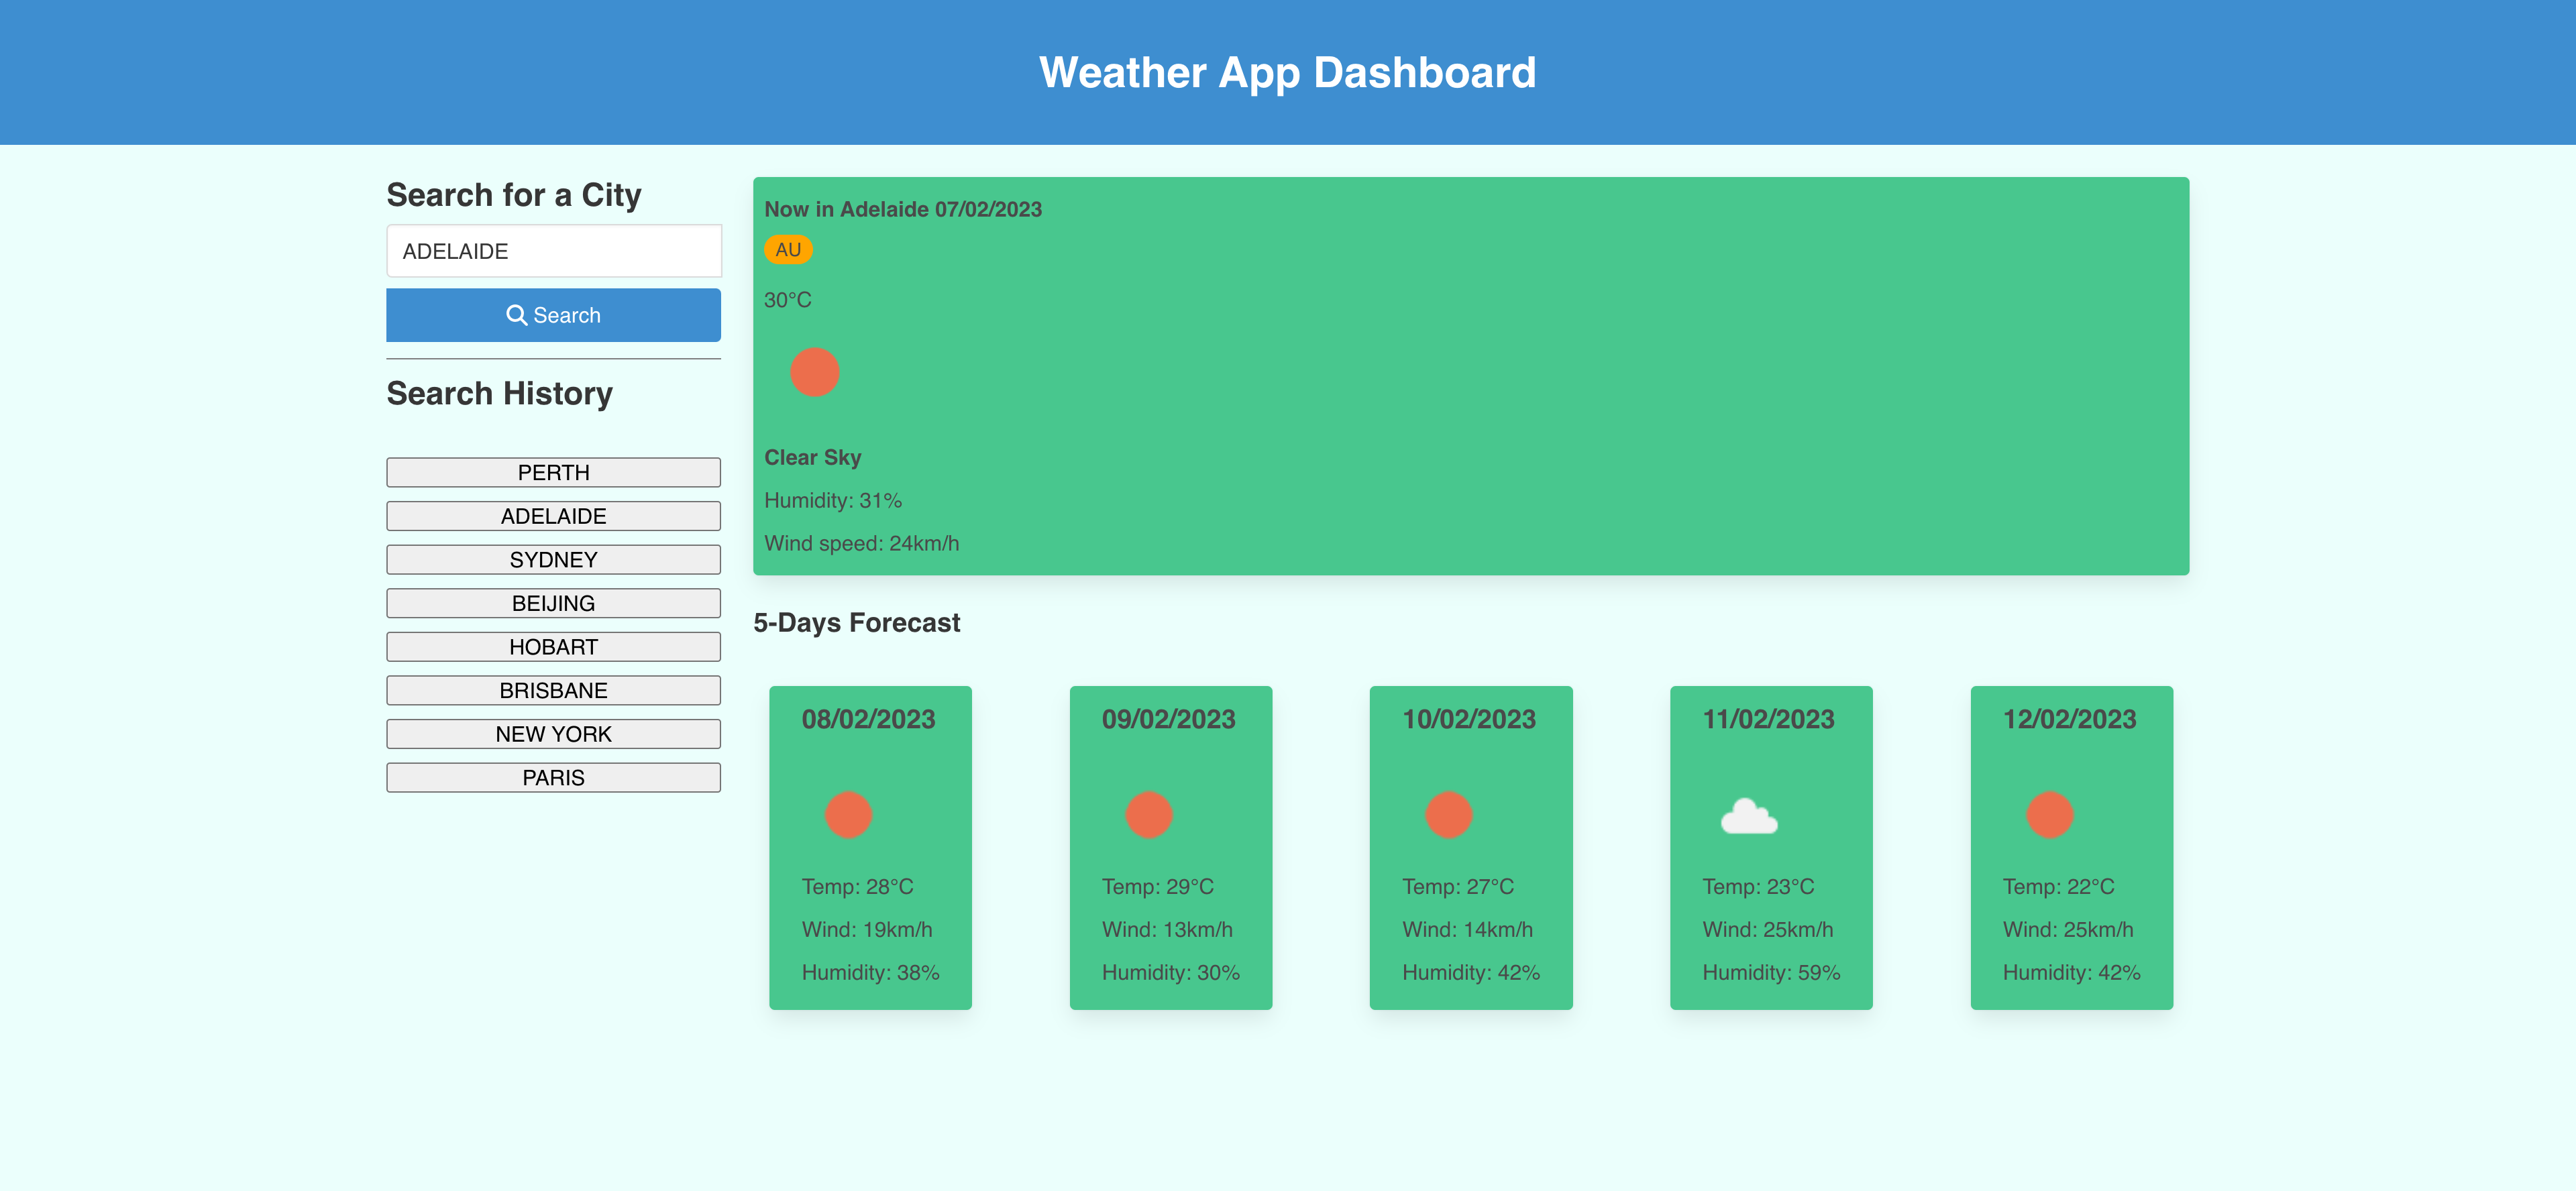 Weather App Dashboard
Search for a City
ADELAIDE
Search
Search History
PERTH
ADELAIDE
SYDNEY
BEIJING
HOBART
BRISBANE
NEW YORK
PARIS
Now in Adelaide 07/02/2023
AU
30°C
Clear Sky
Humidity: 31%
Wind speed: 24km/h
5-Days Forecast
08/02/2023
Temp: 28°C
Wind: 19km/h
Humidity: 38%
09/02/2023
Temp: 29°C
Wind: 13km/h
Humidity: 30%
10/02/2023
Temp: 27°C
Wind: 14km/h
Humidity: 42%
11/02/2023
Temp: 23°C
Wind: 25km/h
Humidity: 59%
12/02/2023
Temp: 22°C
Wind: 25km/h
Humidity: 42%